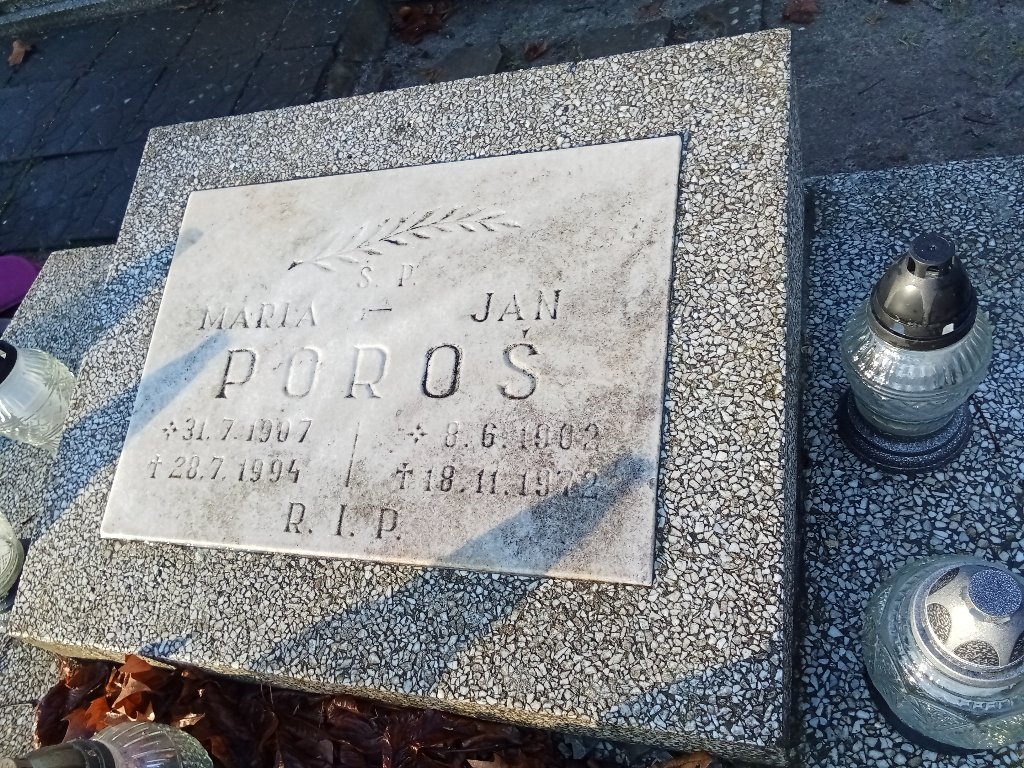 Ś. P.
MARIA – JAN
POROŚ
31.7.1907 8.6.1902
28.7.1994 18.11.1972
R. I. P.